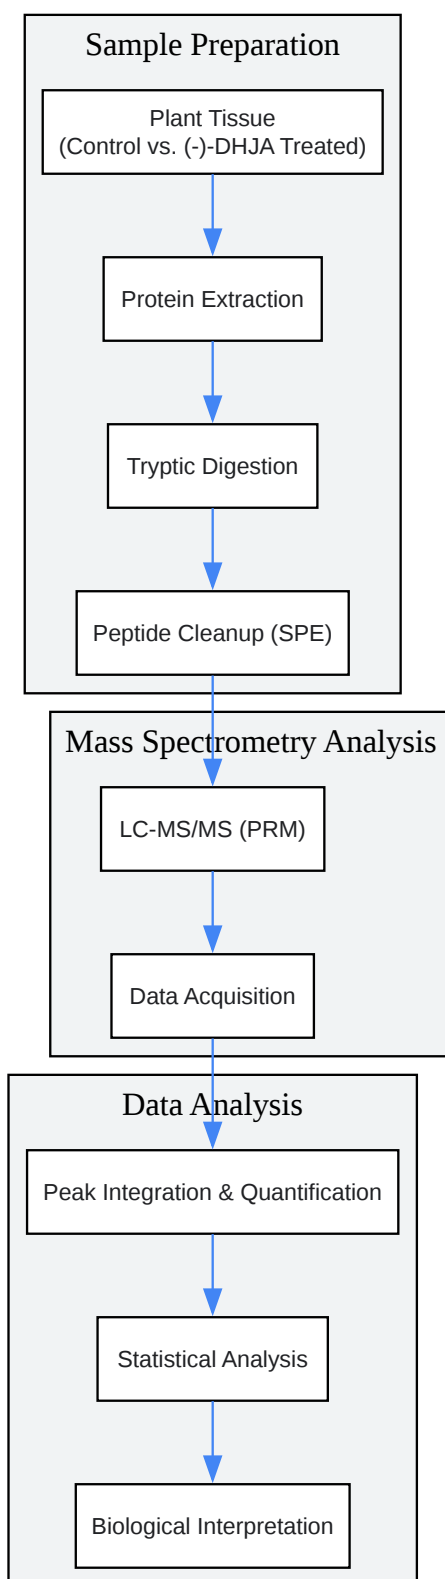 Sample Preparation
Plant Tissue
(Control vs. (-)-DHJA Treated)
Protein Extraction
Tryptic Digestion
Peptide Cleanup (SPE)
Mass Spectrometry Analysis
LC-MS/MS (PRM)
Data Acquisition
Data Analysis
Peak Integration & Quantification
Statistical Analysis
Biological Interpretation